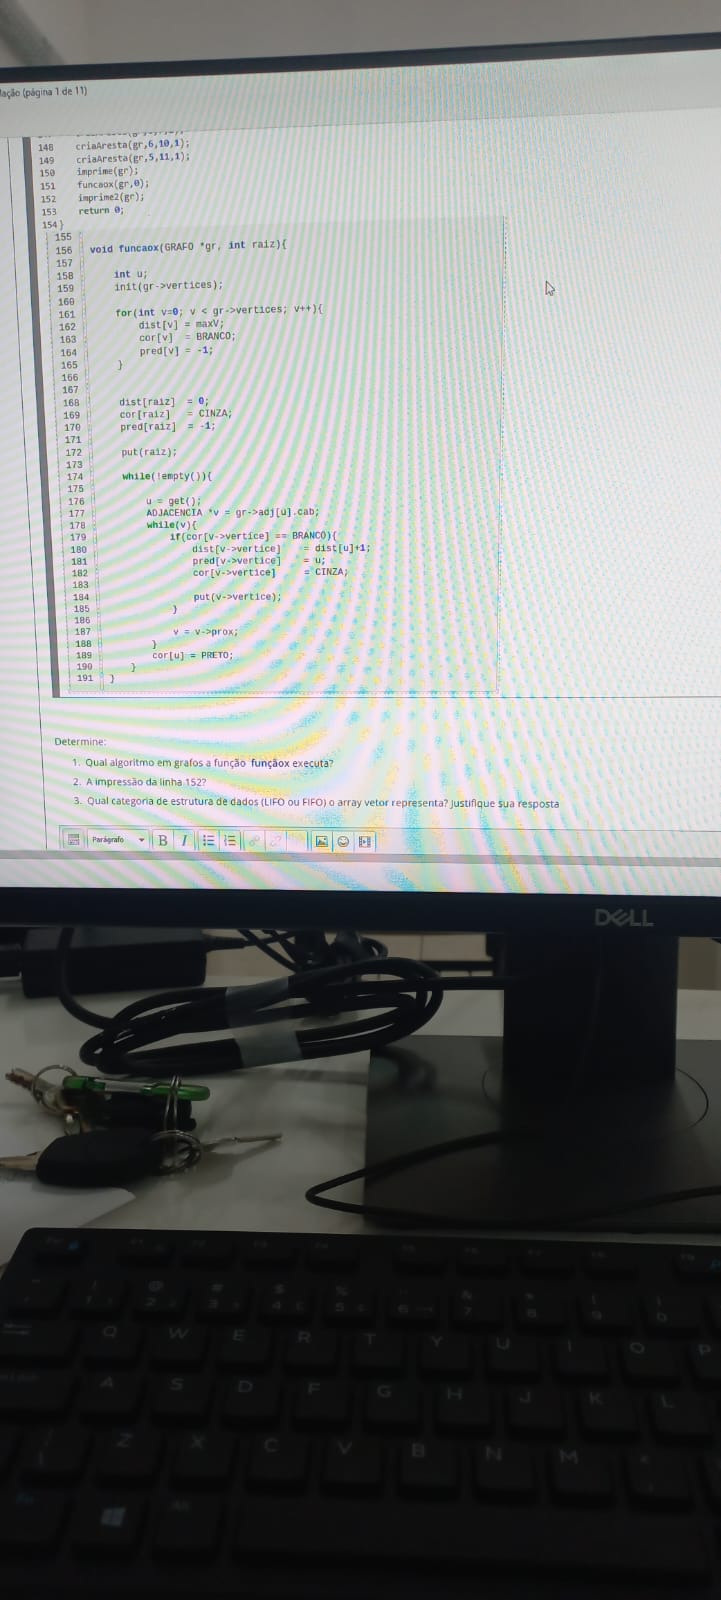 lação (página 1 de 11)
148 criaAresta(gr,6,10,1);
149 criaAresta(gr,5,11,1);
150 imprime(gr);
151 funcaox(gr,0);
152 imprime2(gr);
153 return 0;
154 }
155
156 void funcaox(GRAFO *gr, int raiz){
157
158 int u;
159 init(gr->vertices);
160
161 for(int v=0; v < gr->vertices; v++){
162 dist[v] = maxV;
163 cor[v] = BRANCO;
164 pred[v] = -1;
165 }
166
167
168 dist[raiz] = 0;
169 cor[raiz] = CINZA;
170 pred[raiz] = -1;
171
172 put(raiz);
173
174 while(!empty()){
175
176 u = get();
177 ADJACENCIA *v = gr->adj[u].cab;
178 while(v){
179 if(cor[v->vertice] == BRANCO){
180 dist[v->vertice] = dist[u]+1;
181 pred[v->vertice] = u;
182 cor[v->vertice] = CINZA;
183
184 put(v->vertice);
185 }
186
187 v = v->prox;
188 }
189 cor[u] = PRETO;
190 }
191 }
Determine:
1. Qual algoritmo em grafos a função funçãox executa?
2. A impressão da linha 152?
3. Qual categoria de estrutura de dados (LIFO ou FIFO) o array vetor representa? Justifique sua resposta
Parágrafo B I
DELL
Q W E R T Y U I O P
A S D F G H J K L
Z X C V B N M